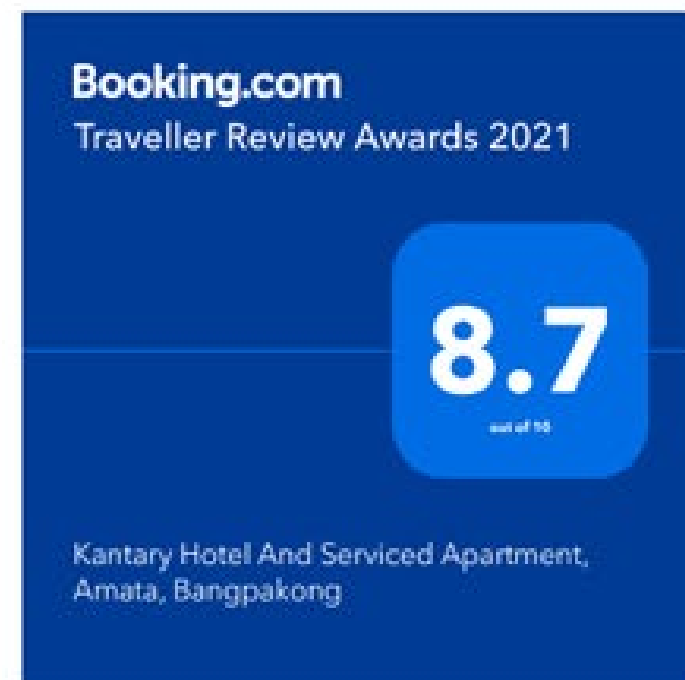 Booking.com
Traveller Review Awards 2021
8.7
out of 10
Kantary Hotel And Serviced Apartment,
Amata, Bangpakong